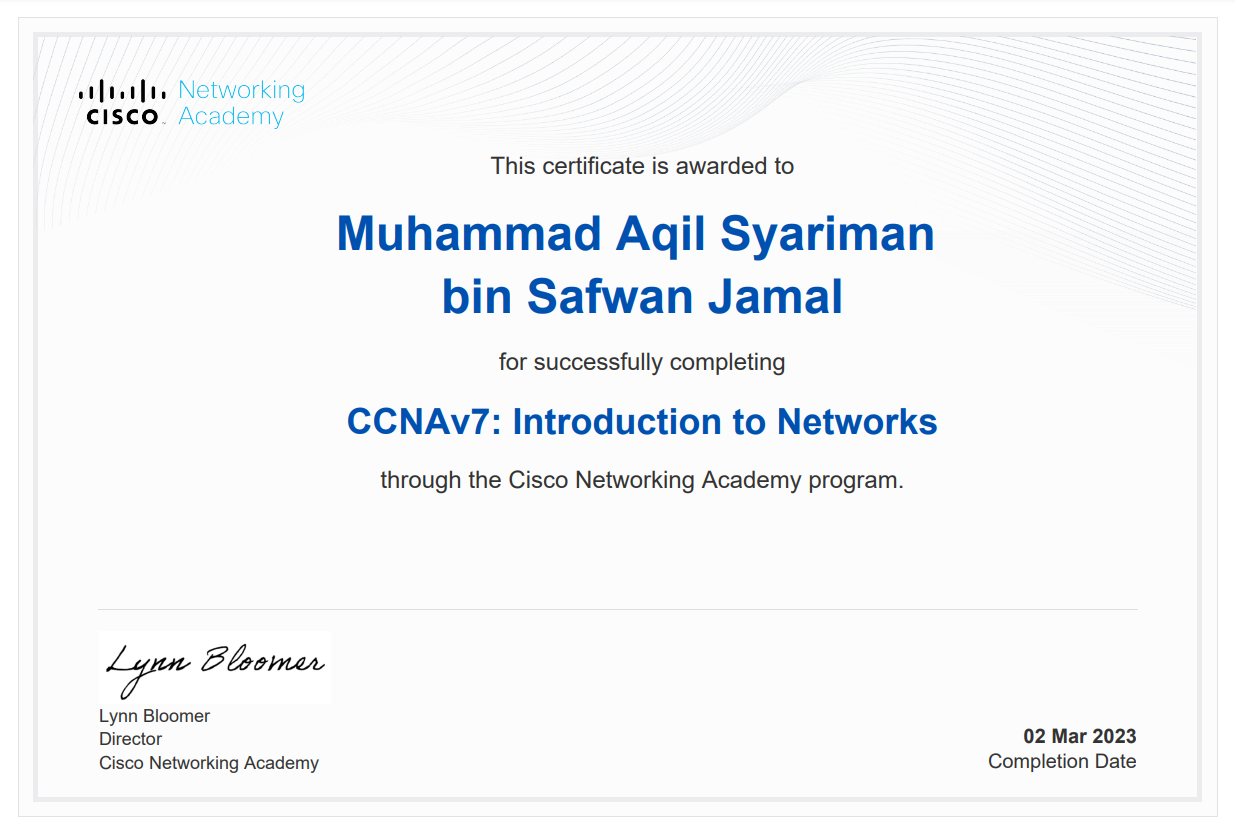 CISCO Networking
Academy
This certificate is awarded to
Muhammad Aqil Syariman
bin Safwan Jamal
for successfully completing
CCNAv7: Introduction to Networks
through the Cisco Networking Academy program.
Lynn Bloomer
Lynn Bloomer
Director
Cisco Networking Academy
02 Mar 2023
Completion Date